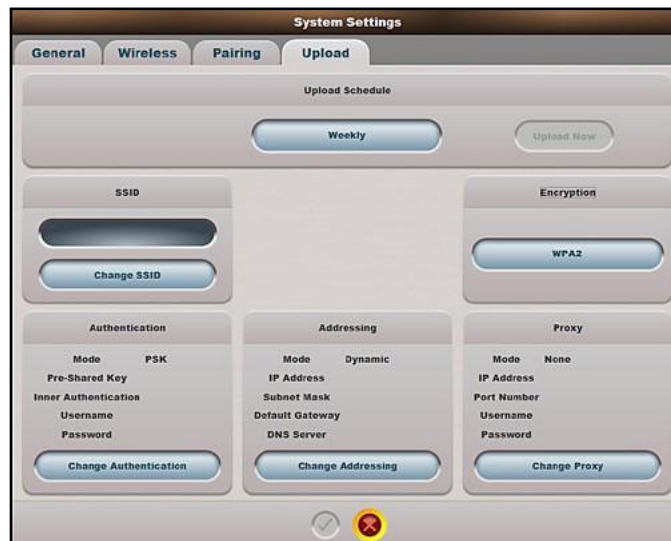 System Settings
General Wireless Pairing Upload
Upload Schedule
Weekly Upload Now
SSID
Change SSID
Encryption
WPA2
Authentication
Mode PSK
Pre-Shared Key
Inner Authentication
Username
Password
Change Authentication
Addressing
Mode Dynamic
IP Address
Subnet Mask
Default Gateway
DNS Server
Change Addressing
Proxy
Mode None
IP Address
Port Number
Username
Password
Change Proxy